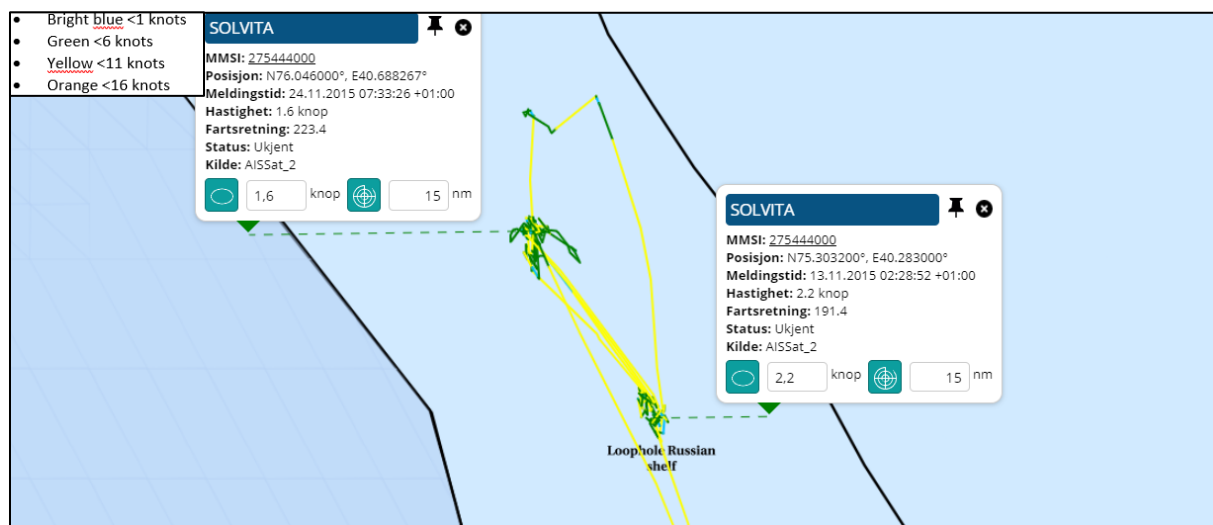 Bright blue <1 knots
Green <6 knots
Yellow <11 knots
Orange <16 knots
SOLVITA
MMSI: 275444000
Posisjon: N76.046000°, E40.688267°
Meldingstid: 24.11.2015 07:33:26 +01:00
Hastighet: 1.6 knop
Fartsretning: 223.4
Status: Ukjent
Kilde: AISSat_2
1,6 knop 15 nm
SOLVITA
MMSI: 275444000
Posisjon: N75.303200°, E40.283000°
Meldingstid: 13.11.2015 02:28:52 +01:00
Hastighet: 2.2 knop
Fartsretning: 191.4
Status: Ukjent
Kilde: AISSat_2
2,2 knop 15 nm
Loophole Russian
shelf